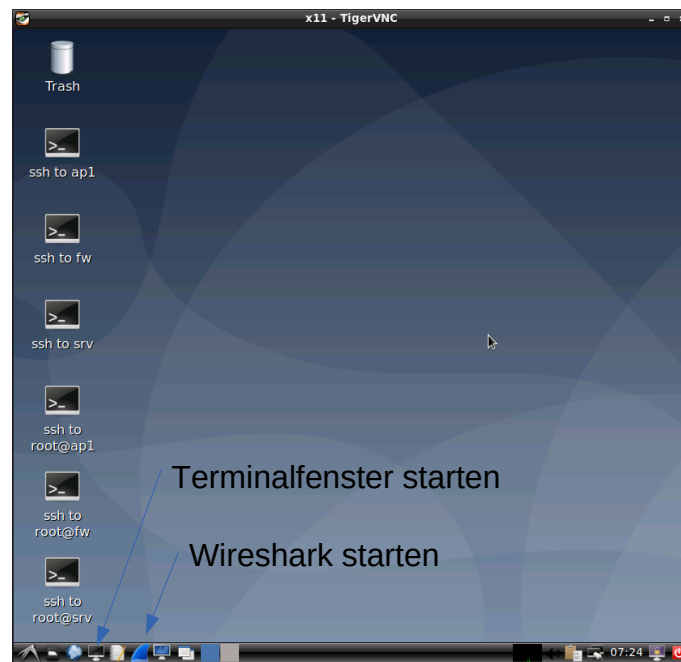 x11 - TigerVNC
Trash
ssh to ap1
ssh to fw
ssh to srv
ssh to
root@ap1
Terminalfenster starten
ssh to
root@fw
Wireshark starten
ssh to
root@srv
07:24